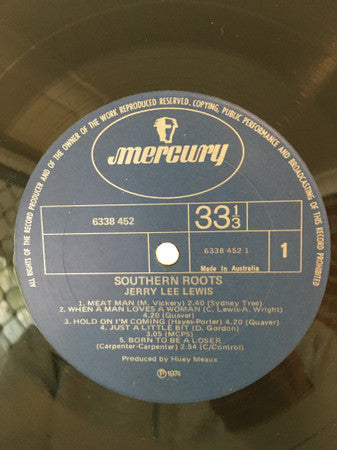 ALL RIGHTS OF THE RECORD PRODUCER AND OF THE OWNER OF THE WORK REPRODUCED RESERVED. COPYING, PUBLIC PERFORMANCE AND BROADCASTING OF THIS RECORD PROHIBITED
mercury
6338 452
33 1/3
6338 452 1
1
Made in Australia
SOUTHERN ROOTS
JERRY LEE LEWIS
1. MEAT MAN (M. Vickery) 2.40 (Sydney Tree)
2. WHEN A MAN LOVES A WOMAN (C. Lewis-A. Wright)
4.20 (Quaver)
3. HOLD ON I'M COMING (Hayes-Porter) 4.20 (Quaver)
4. JUST A LITTLE BIT (D. Gordon)
3.05 (MCPS)
5. BORN TO BE A LOSER
(Carpenter-Carpenter) 2.54 (C/Control)
Produced by Huey Meaux
℗ 1974